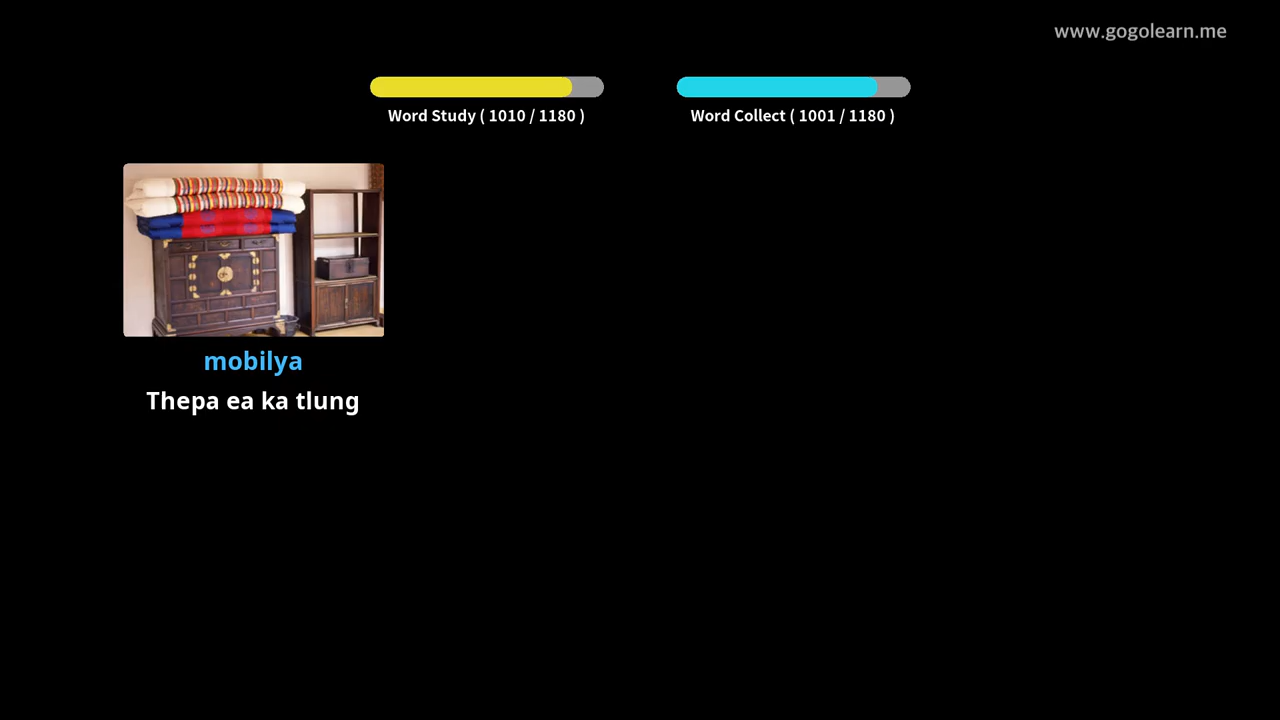 www.gogolearn.me
Word Study ( 1010 / 1180 )
Word Collect ( 1001 / 1180 )
mobilya
Thepa ea ka tlung